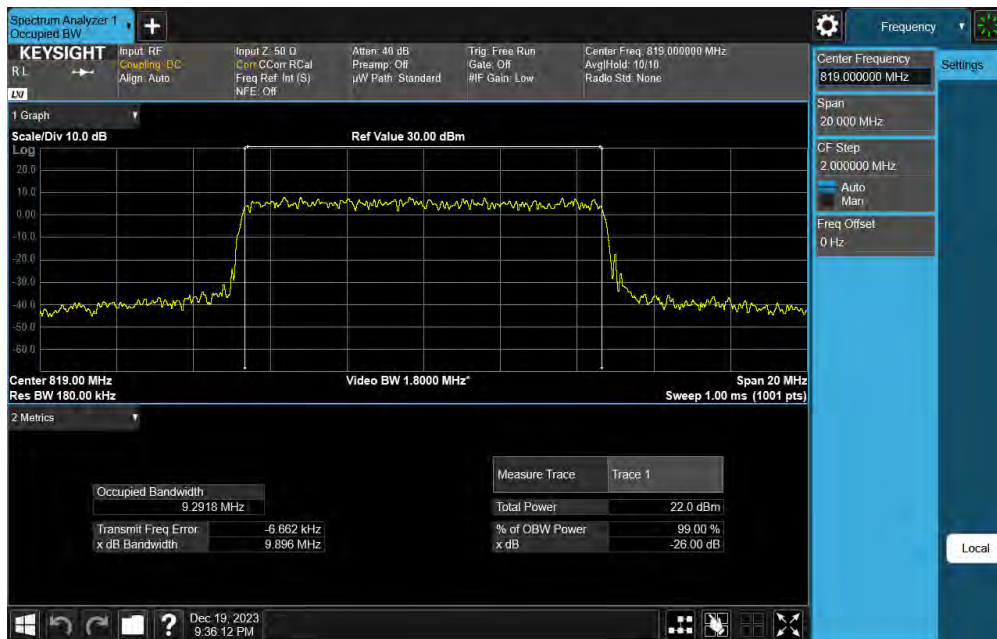 Spectrum Analyzer 1
Occupied BW
Frequency
KEYSIGHT
RL
LXI
Input: RF
Coupling: DC
Align: Auto
Input Z: 50 Ω
Corr CCorr RCal
Freq Ref: Int (S)
NFE: Off
Atten: 40 dB
Preamp: Off
µW Path: Standard
Trig: Free Run
Gate: Off
#IF Gain: Low
Center Freq: 819.000000 MHz
Avg|Hold: 10/10
Radio Std: None
Center Frequency
819.000000 MHz
Settings
Span
20.000 MHz
CF Step
2.000000 MHz
Auto
Man
Freq Offset
0 Hz
1 Graph
Scale/Div 10.0 dB
Ref Value 30.00 dBm
Log
20.0
10.0
0.00
-10.0
-20.0
-30.0
-40.0
-50.0
-60.0
Center 819.00 MHz
Video BW 1.8000 MHz*
Span 20 MHz
Res BW 180.00 kHz
Sweep 1.00 ms (1001 pts)
2 Metrics
Measure Trace Trace 1
Occupied Bandwidth
9.2918 MHz
Total Power 22.0 dBm
Transmit Freq Error -6.662 kHz
% of OBW Power 99.00 %
x dB Bandwidth 9.896 MHz
x dB -26.00 dB
Local
?
Dec 19, 2023
9:36:12 PM